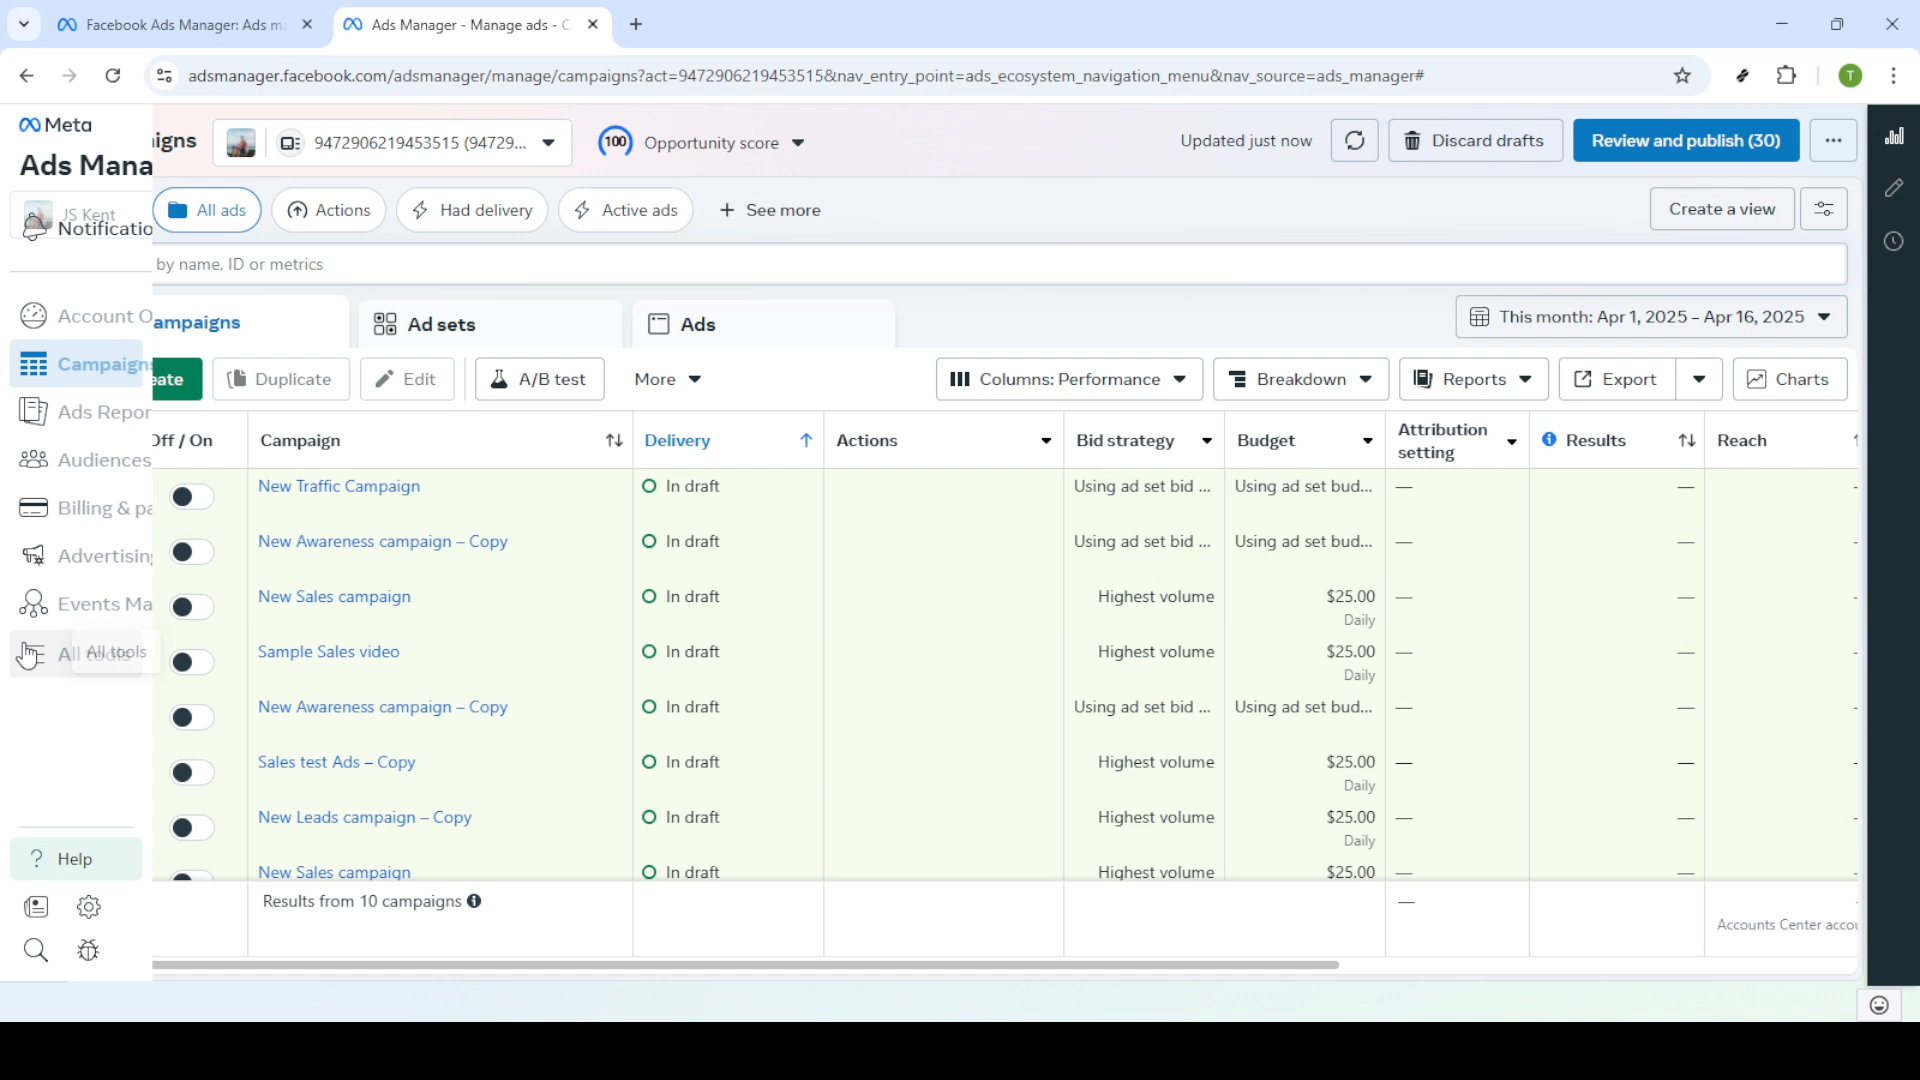 Facebook Ads Manager: Ads ma
Ads Manager - Manage ads - C
adsmanager.facebook.com/adsmanager/manage/campaigns?act=9472906219453515&nav_entry_point=ads_ecosystem_navigation_menu&nav_source=ads_manager#
T
Meta
Ads Mana
JS Kent
Notificatio
Account O
Campaigns
Ads Repor
Audiences
Billing & pa
Advertising
Events Ma
All tools
All tools
? Help
igns
9472906219453515 (94729...
100 Opportunity score
Updated just now
Discard drafts
Review and publish (30)
All ads
Actions
Had delivery
Active ads
See more
Create a view
by name, ID or metrics
ampaigns
Ad sets
Ads
This month: Apr 1, 2025 – Apr 16, 2025
eate
Duplicate
Edit
A/B test
More
Columns: Performance
Breakdown
Reports
Export
Charts
Off / On Campaign Delivery Actions Bid strategy Budget Attribution setting Results Reach
New Traffic Campaign In draft Using ad set bid ... Using ad set bud... — —
New Awareness campaign – Copy In draft Using ad set bid ... Using ad set bud... — —
New Sales campaign In draft Highest volume $25.00 — —
Daily
Sample Sales video In draft Highest volume $25.00 — —
Daily
New Awareness campaign – Copy In draft Using ad set bid ... Using ad set bud... — —
Sales test Ads – Copy In draft Highest volume $25.00 — —
Daily
New Leads campaign – Copy In draft Highest volume $25.00 — —
Daily
New Sales campaign In draft Highest volume $25.00 — —
Results from 10 campaigns —
Accounts Center accou